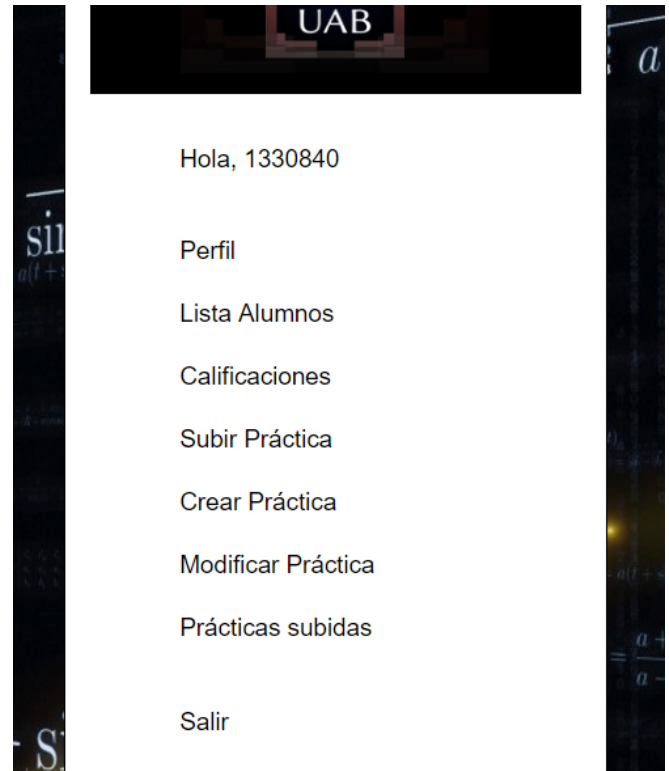 UAB
Hola, 1330840
Perfil
Lista Alumnos
Calificaciones
Subir Práctica
Crear Práctica
Modificar Práctica
Prácticas subidas
Salir